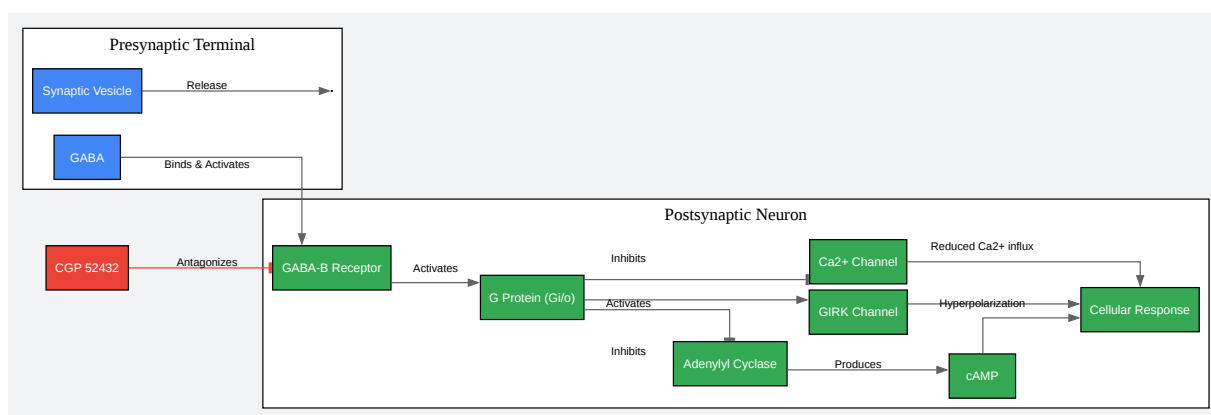 Presynaptic Terminal
Synaptic Vesicle
Release
GABA
Binds & Activates
Postsynaptic Neuron
CGP 52432
Antagonizes
GABA-B Receptor
Activates
G Protein (Gi/o)
Inhibits
Ca2+ Channel
Reduced Ca2+ influx
Activates
GIRK Channel
Hyperpolarization
Cellular Response
Inhibits
Adenylyl Cyclase
Produces
cAMP